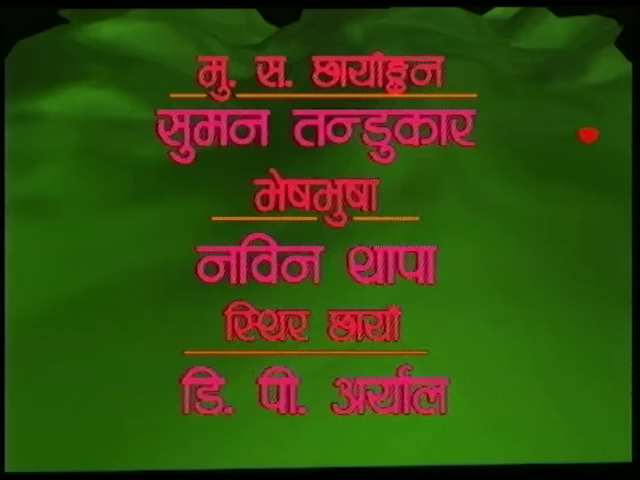 मु. स. छायाँङ्कन
सुमन तन्डुकार
भेषभुषा
नविन थापा
स्थिर छायाँ
डि. पी. अर्याल